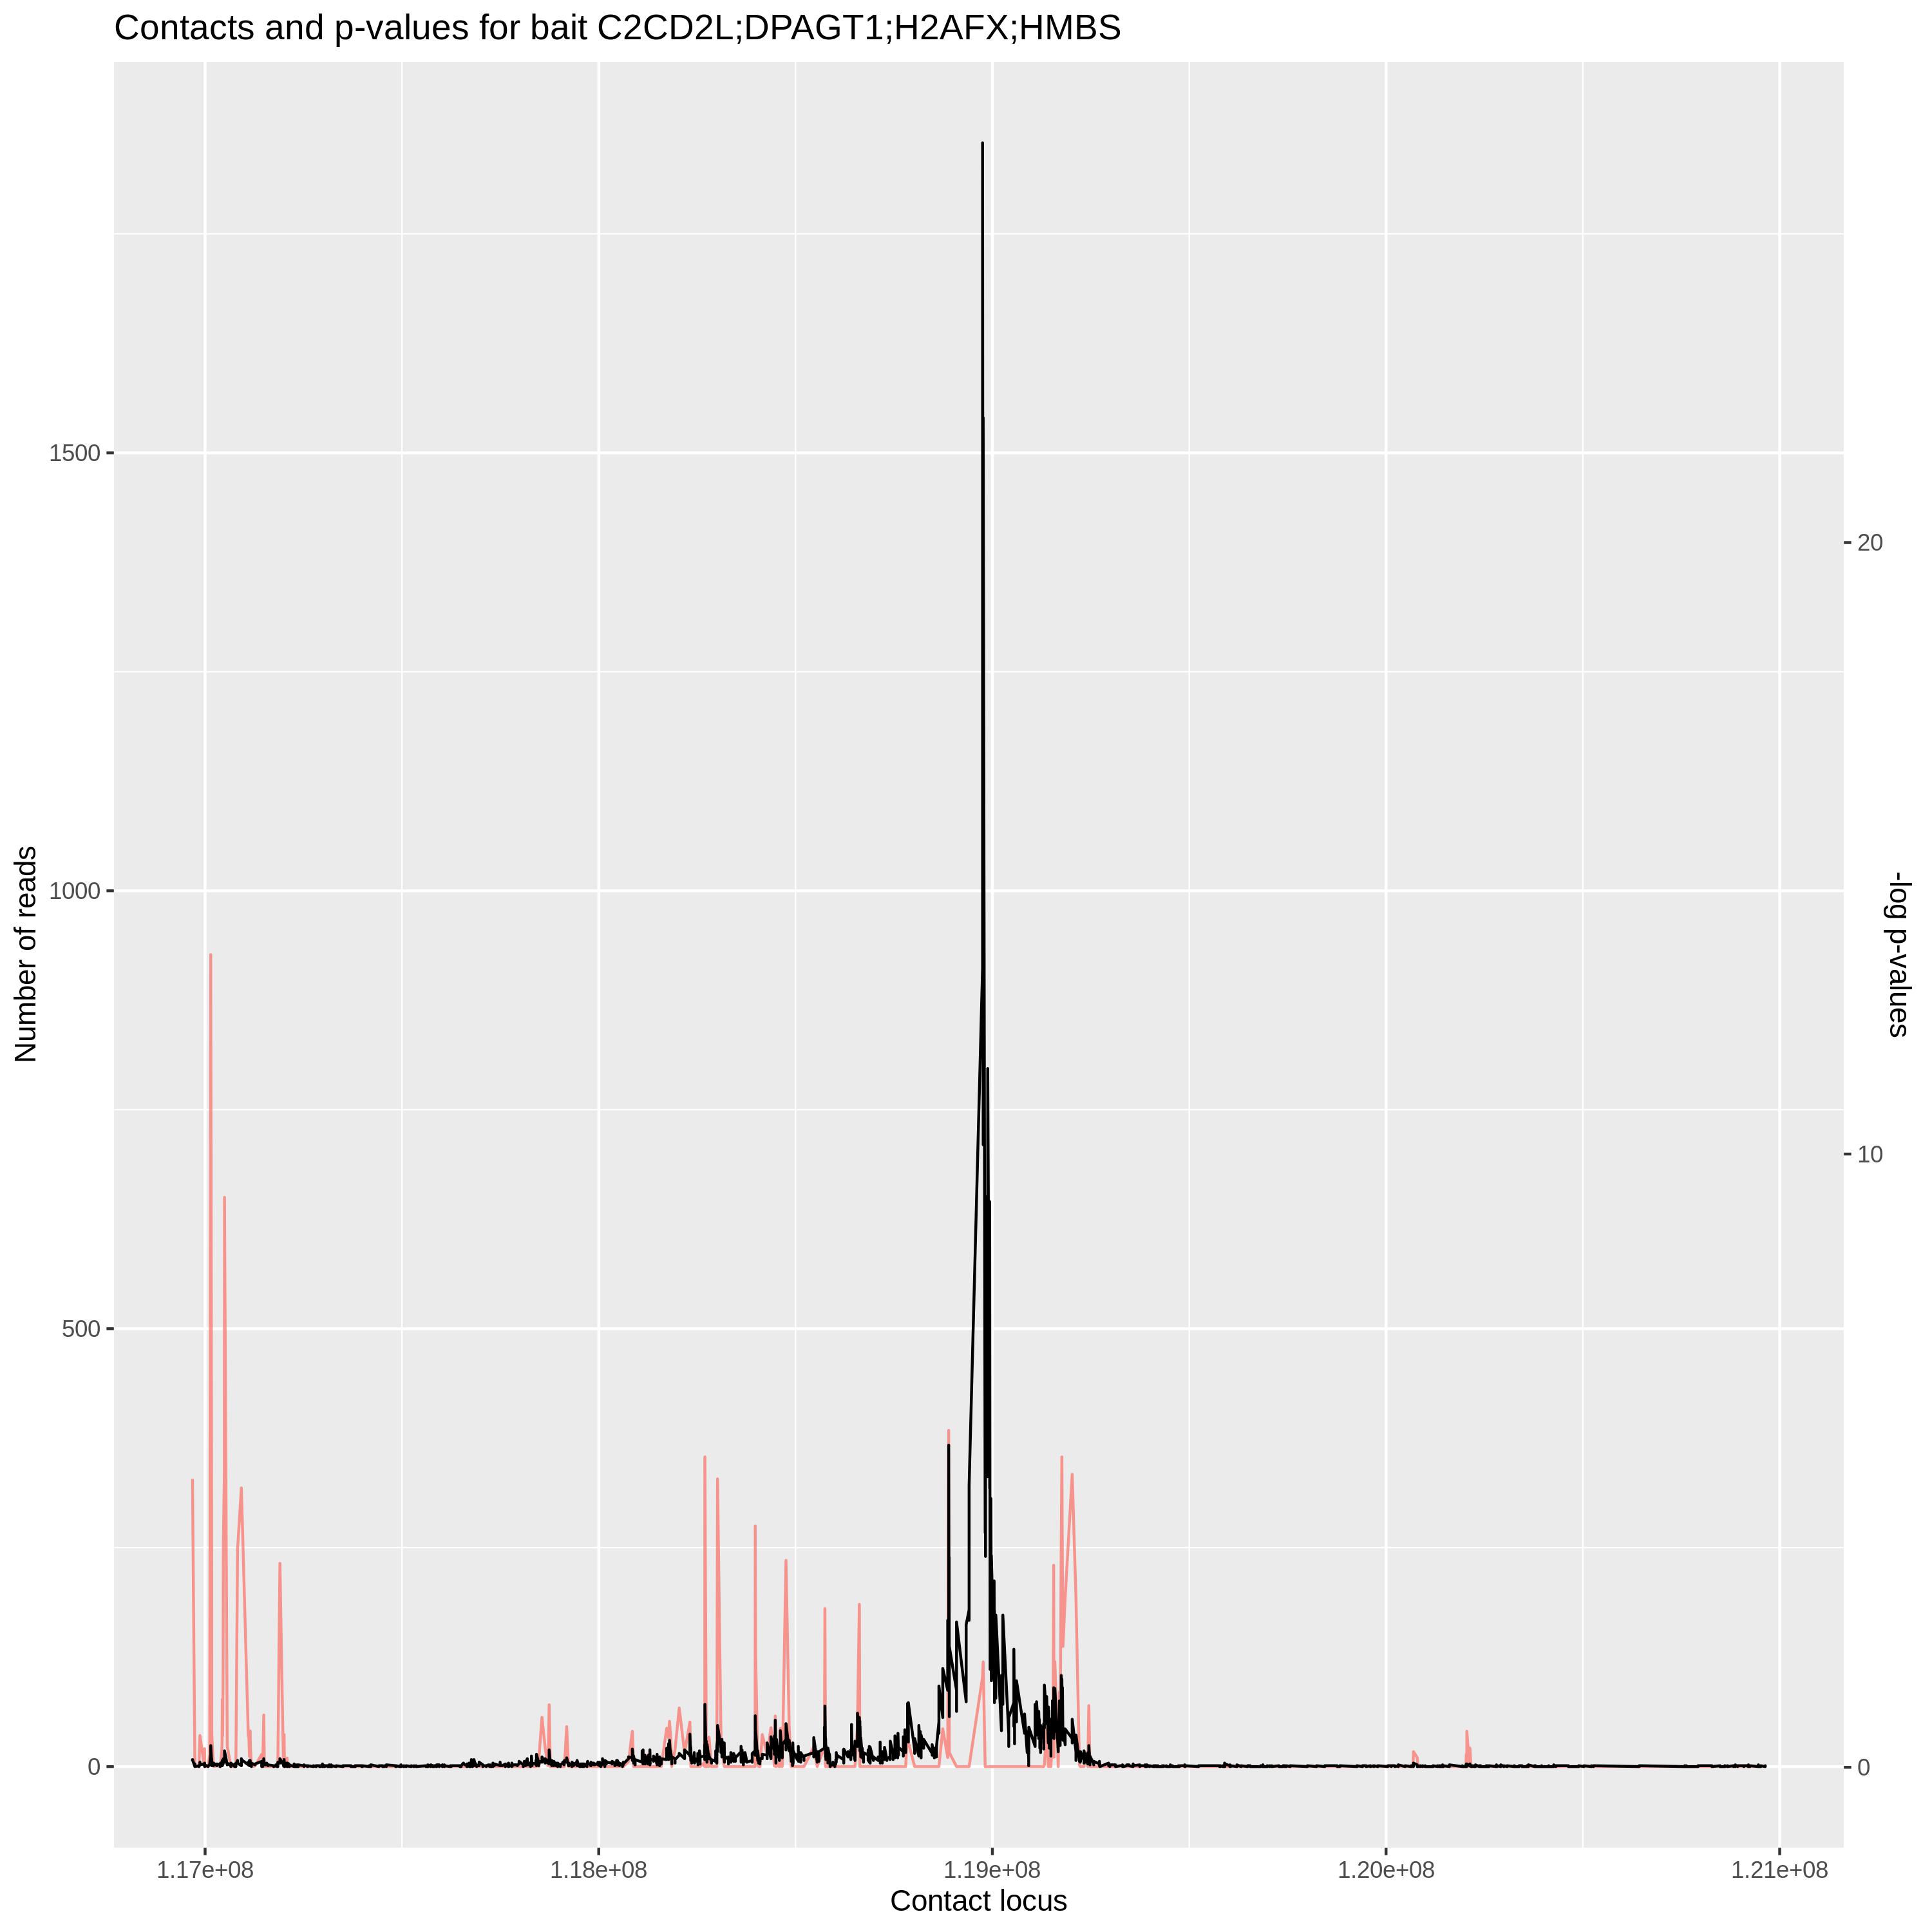 Contacts and p-values for bait C2CD2L;DPAGT1;H2AFX;HMBS
Number of reads
1500
1000
500
0
20
10
0
-log p-values
1.17e+08 1.18e+08 1.19e+08 1.20e+08 1.21e+08
Contact locus